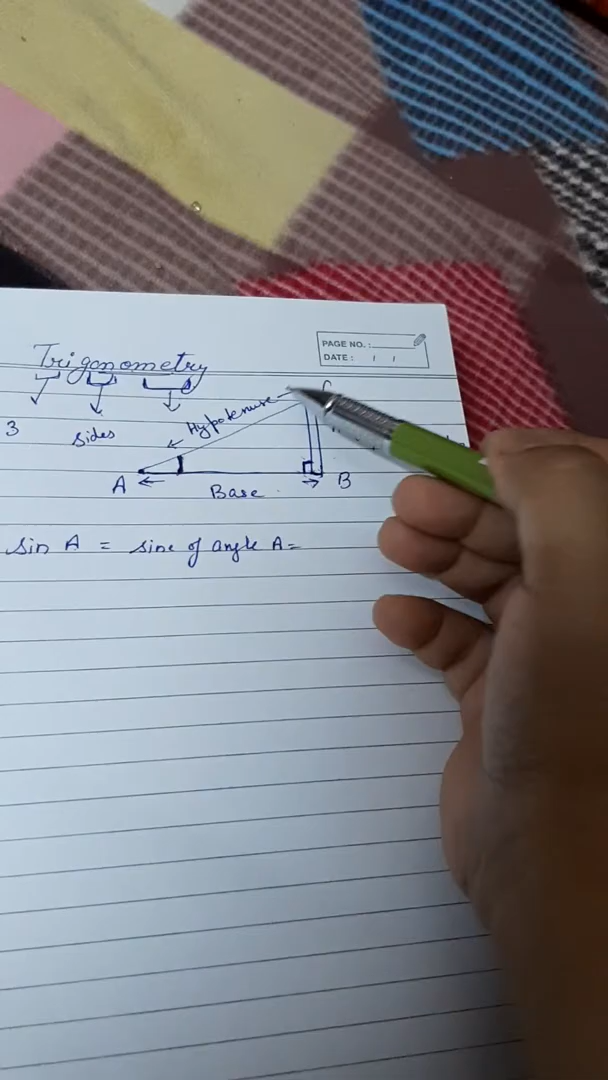 PAGE NO.:
DATE: / /
Trigonometry
3 sides
Hypotenuse
C
A Base B
sin A = sine of angle A=